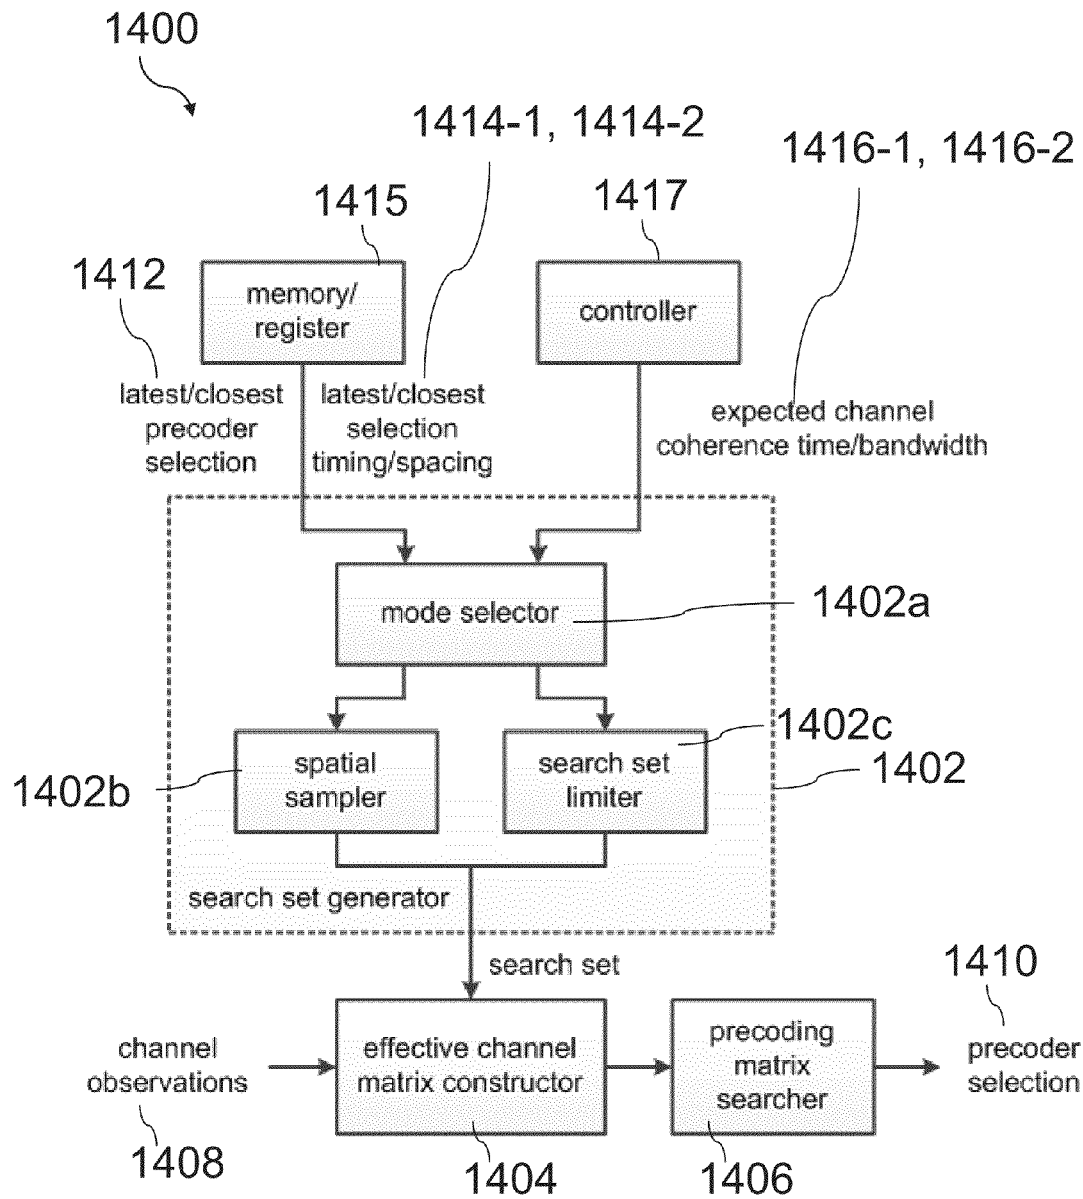 1400
1414-1, 1414-2
1416-1, 1416-2
1415
1417
1412
memory/
register
controller
latest/closest
precoder
selection
latest/closest
selection
timing/spacing
expected channel
coherence time/bandwidth
mode selector
1402a
1402c
1402
spatial
sampler
search set
limiter
1402b
search set generator
search set
1410
channel
observations
effective channel
matrix constructor
precoding
matrix
searcher
precoder
selection
1408
1404
1406